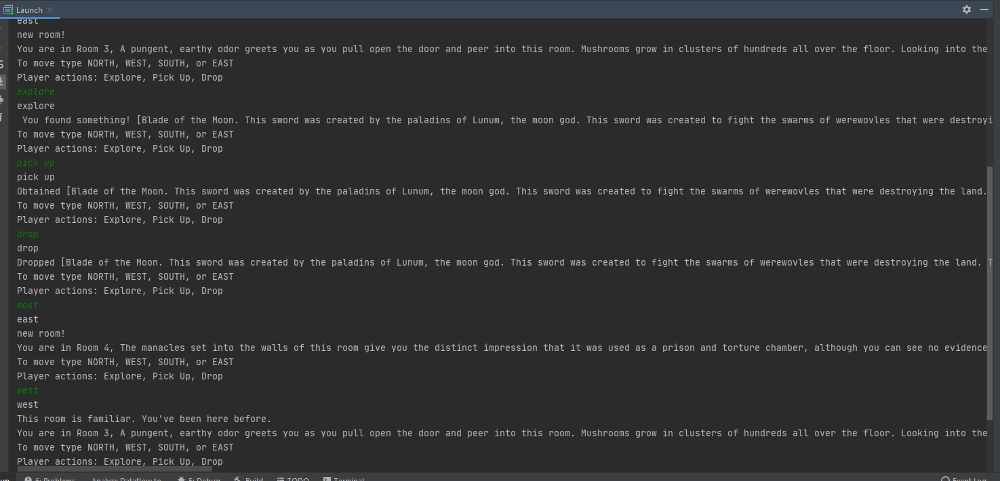 Launch
east
new room!
You are in Room 3, A pungent, earthy odor greets you as you pull open the door and peer into this room. Mushrooms grow in clusters of hundreds all over the floor. Looking into the
To move type NORTH, WEST, SOUTH, or EAST
Player actions: Explore, Pick Up, Drop
explore
explore
You found something! [Blade of the Moon. This sword was created by the paladins of Lunum, the moon god. This sword was created to fight the swarms of werewovles that were destroyi
To move type NORTH, WEST, SOUTH, or EAST
Player actions: Explore, Pick Up, Drop
pick up
pick up
Obtained [Blade of the Moon. This sword was created by the paladins of Lunum, the moon god. This sword was created to fight the swarms of werewovles that were destroying the land.
To move type NORTH, WEST, SOUTH, or EAST
Player actions: Explore, Pick Up, Drop
drop
drop
Dropped [Blade of the Moon. This sword was created by the paladins of Lunum, the moon god. This sword was created to fight the swarms of werewovles that were destroying the land. T
To move type NORTH, WEST, SOUTH, or EAST
Player actions: Explore, Pick Up, Drop
east
east
new room!
You are in Room 4, The manacles set into the walls of this room give you the distinct impression that it was used as a prison and torture chamber, although you can see no evidence
To move type NORTH, WEST, SOUTH, or EAST
Player actions: Explore, Pick Up, Drop
west
west
This room is familiar. You've been here before.
You are in Room 3, A pungent, earthy odor greets you as you pull open the door and peer into this room. Mushrooms grow in clusters of hundreds all over the floor. Looking into the
To move type NORTH, WEST, SOUTH, or EAST
Player actions: Explore, Pick Up, Drop
6: Problems Analyze Dataflow to 5: Debug Build TODO Terminal Event Log